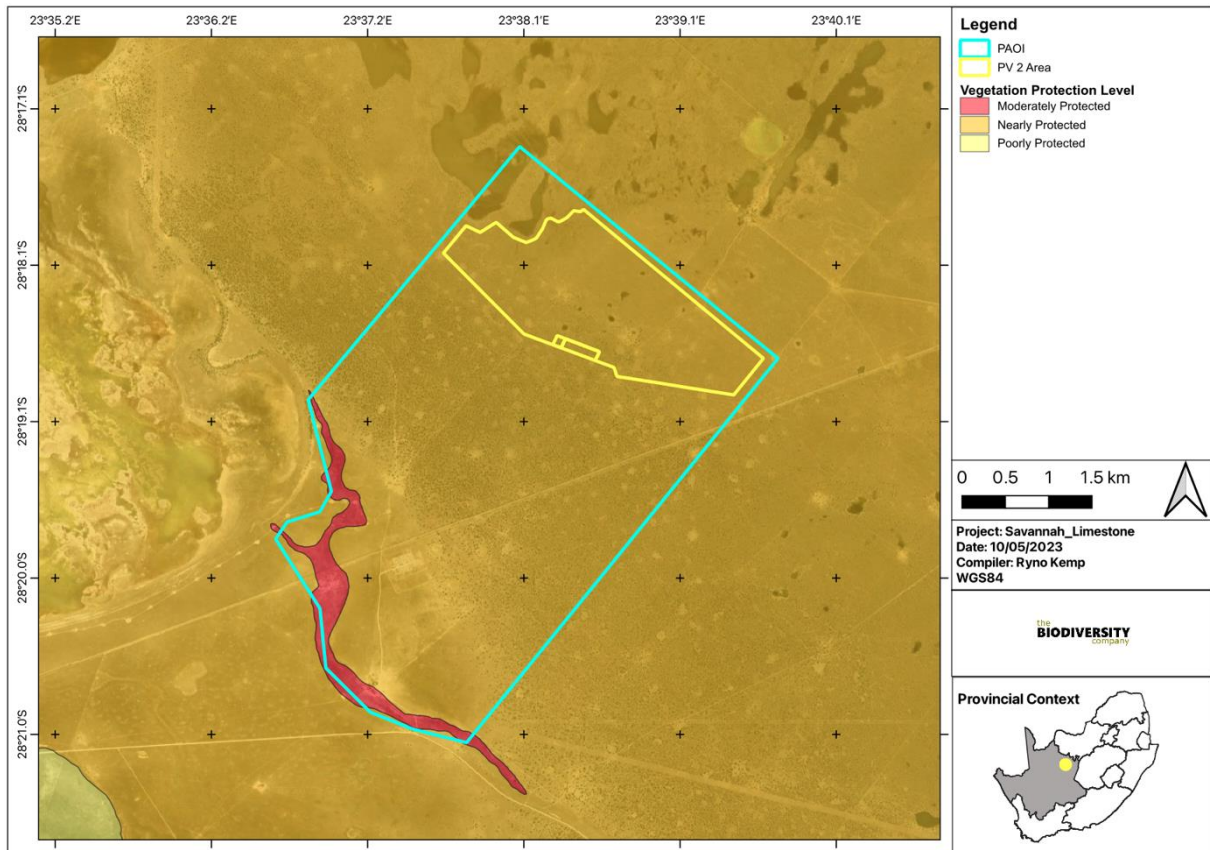 23°35.2'E 23°36.2'E 23°37.2'E 23°38.1'E 23°39.1'E 23°40.1'E
28°17.1'S
28°18.1'S
28°19.1'S
28°20.0'S
28°21.0'S
Legend
PAOI
PV 2 Area
Vegetation Protection Level
Moderately Protected
Nearly Protected
Poorly Protected
0 0.5 1 1.5 km
Project: Savannah_Limestone
Date: 10/05/2023
Compiler: Ryno Kemp
WGS84
the
BIODIVERSITY
company
Provincial Context